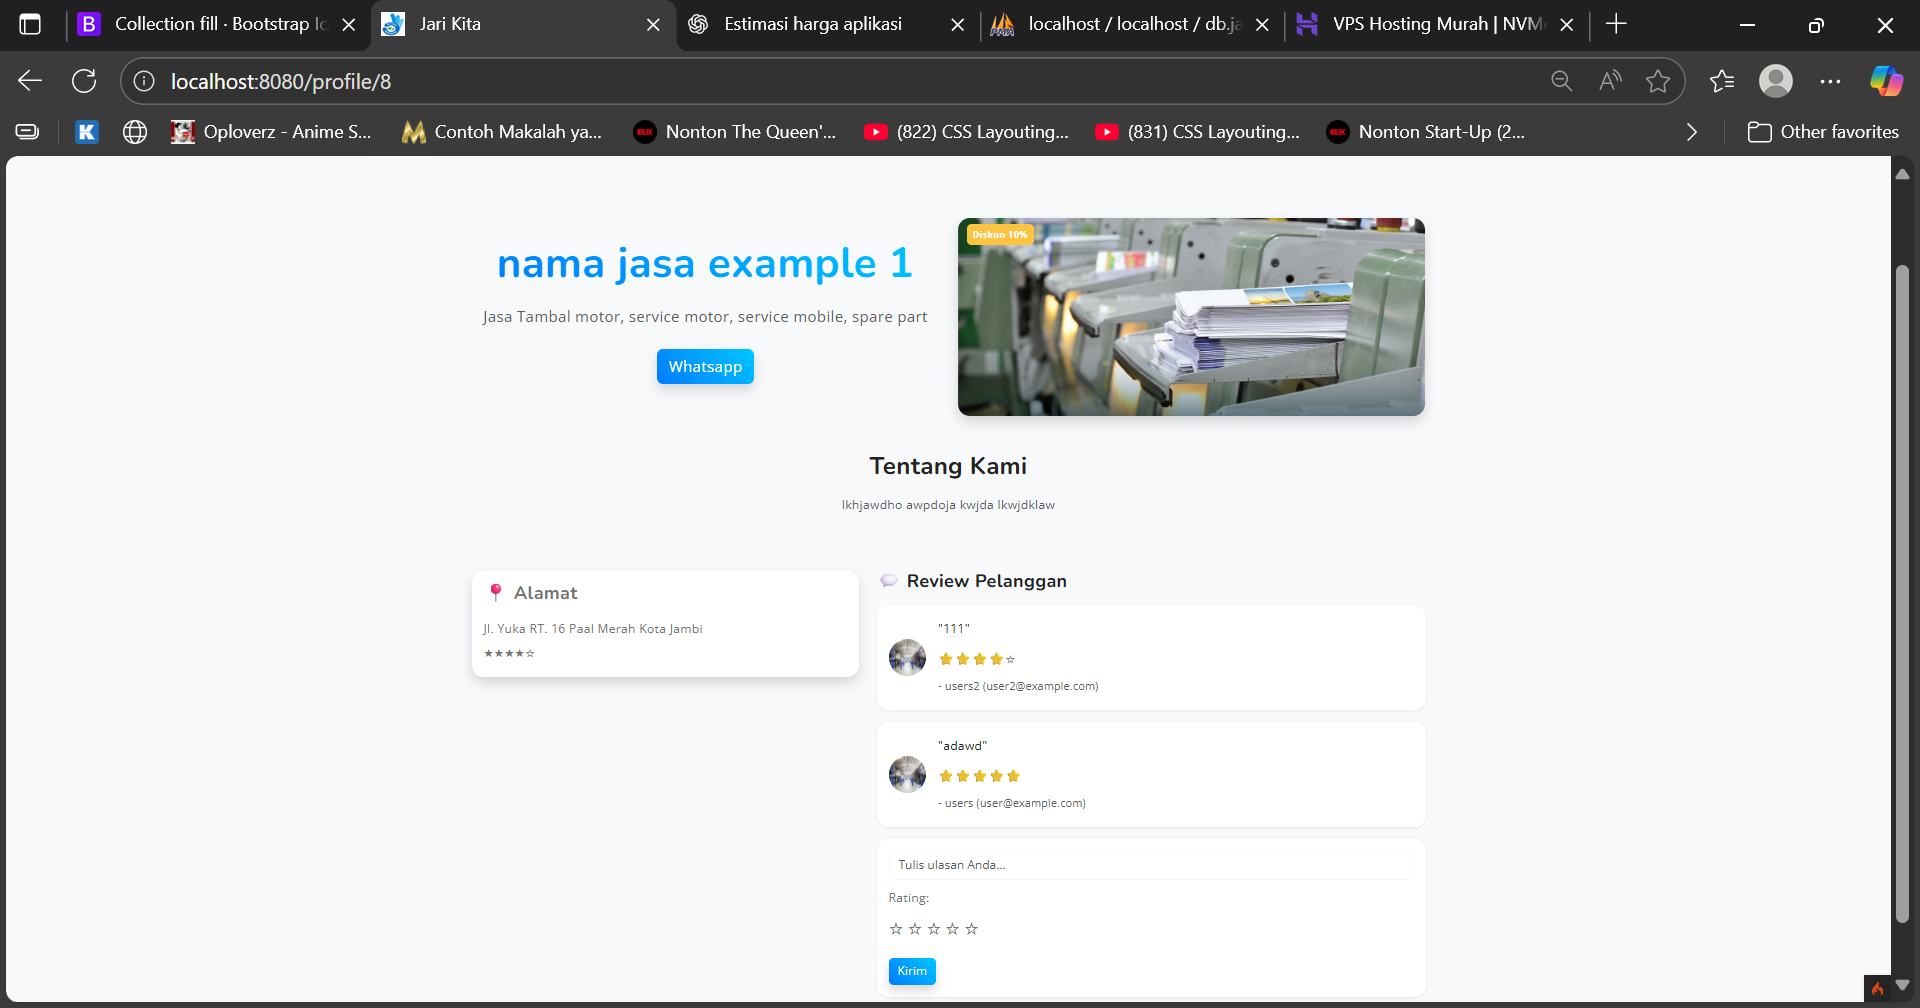 Collection fill · Bootstrap Ic
Jari Kita
Estimasi harga aplikasi
localhost / localhost / db.ja
VPS Hosting Murah | NVMe
localhost:8080/profile/8
Oploverz - Anime S...
Contoh Makalah ya...
Nonton The Queen'...
(822) CSS Layouting...
(831) CSS Layouting...
Nonton Start-Up (2...
Other favorites
Diskon 10%
nama jasa example 1
Jasa Tambal motor, service motor, service mobile, spare part
Whatsapp
Tentang Kami
lkhjawdho awpdoja kwjda lkwjdklaw
Alamat
Jl. Yuka RT. 16 Paal Merah Kota Jambi
★★★★☆
Review Pelanggan
"111"
- users2 (user2@example.com)
"adawd"
- users (user@example.com)
Tulis ulasan Anda...
Rating:
☆ ☆ ☆ ☆ ☆
Kirim